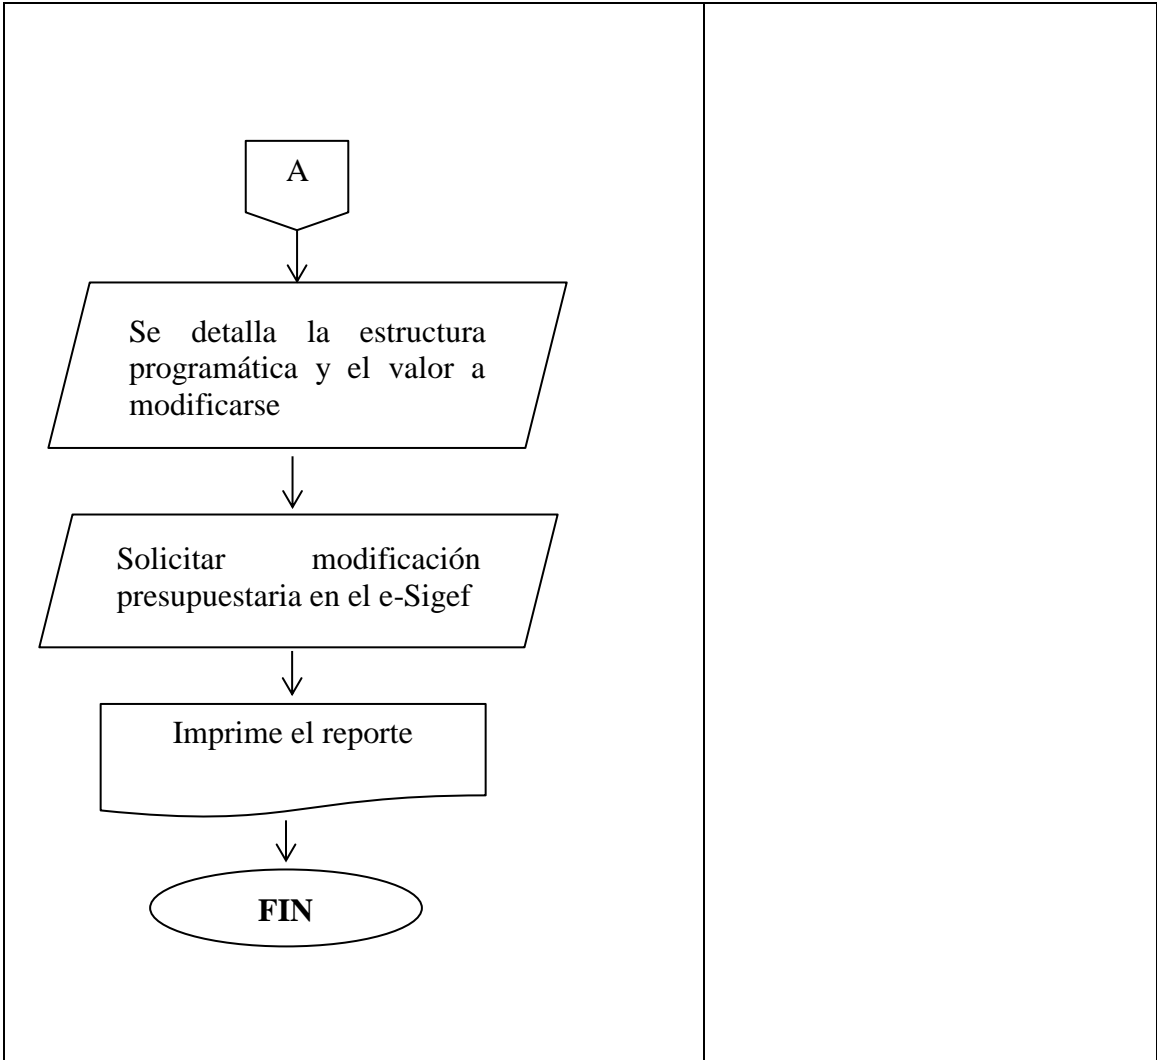 A
Se detalla la estructura
programática y el valor a
modificarse
Solicitar modificación
presupuestaria en el e-Sigef
Imprime el reporte
FIN